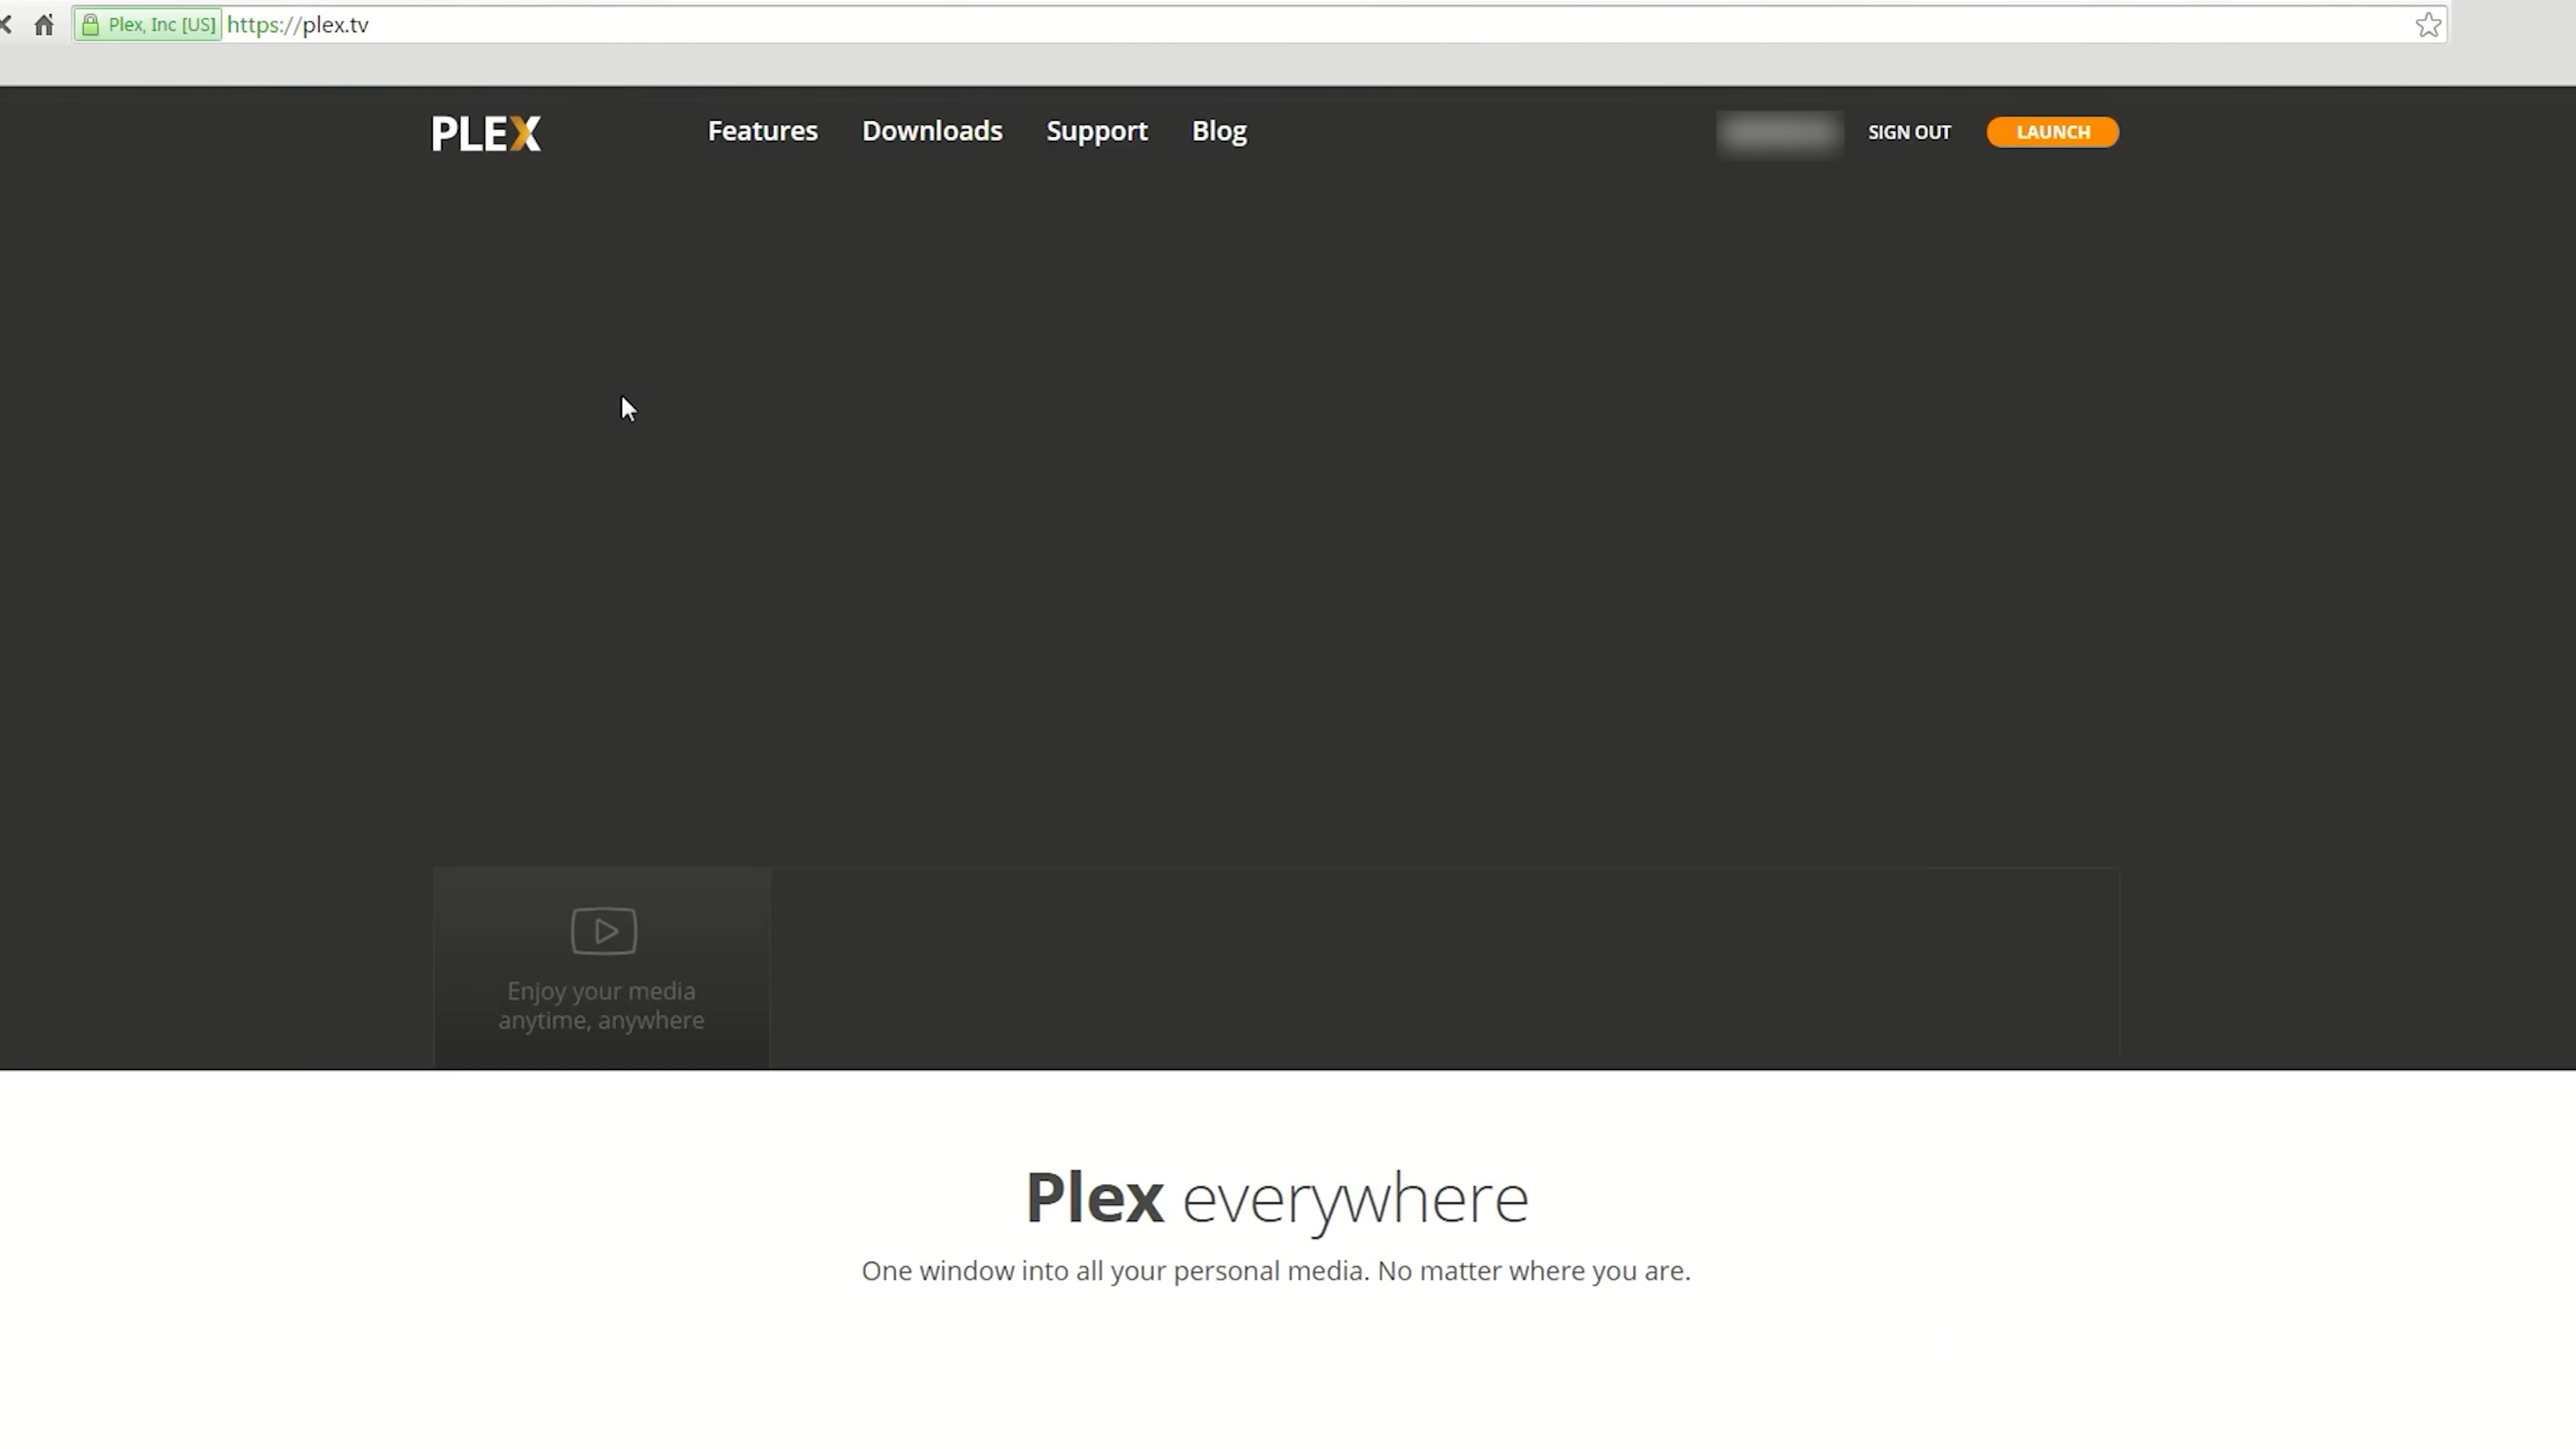 Plex, Inc [US] https://plex.tv
PLEX Features Downloads Support Blog SIGN OUT LAUNCH
Enjoy your media
anytime, anywhere
Plex everywhere
One window into all your personal media. No matter where you are.